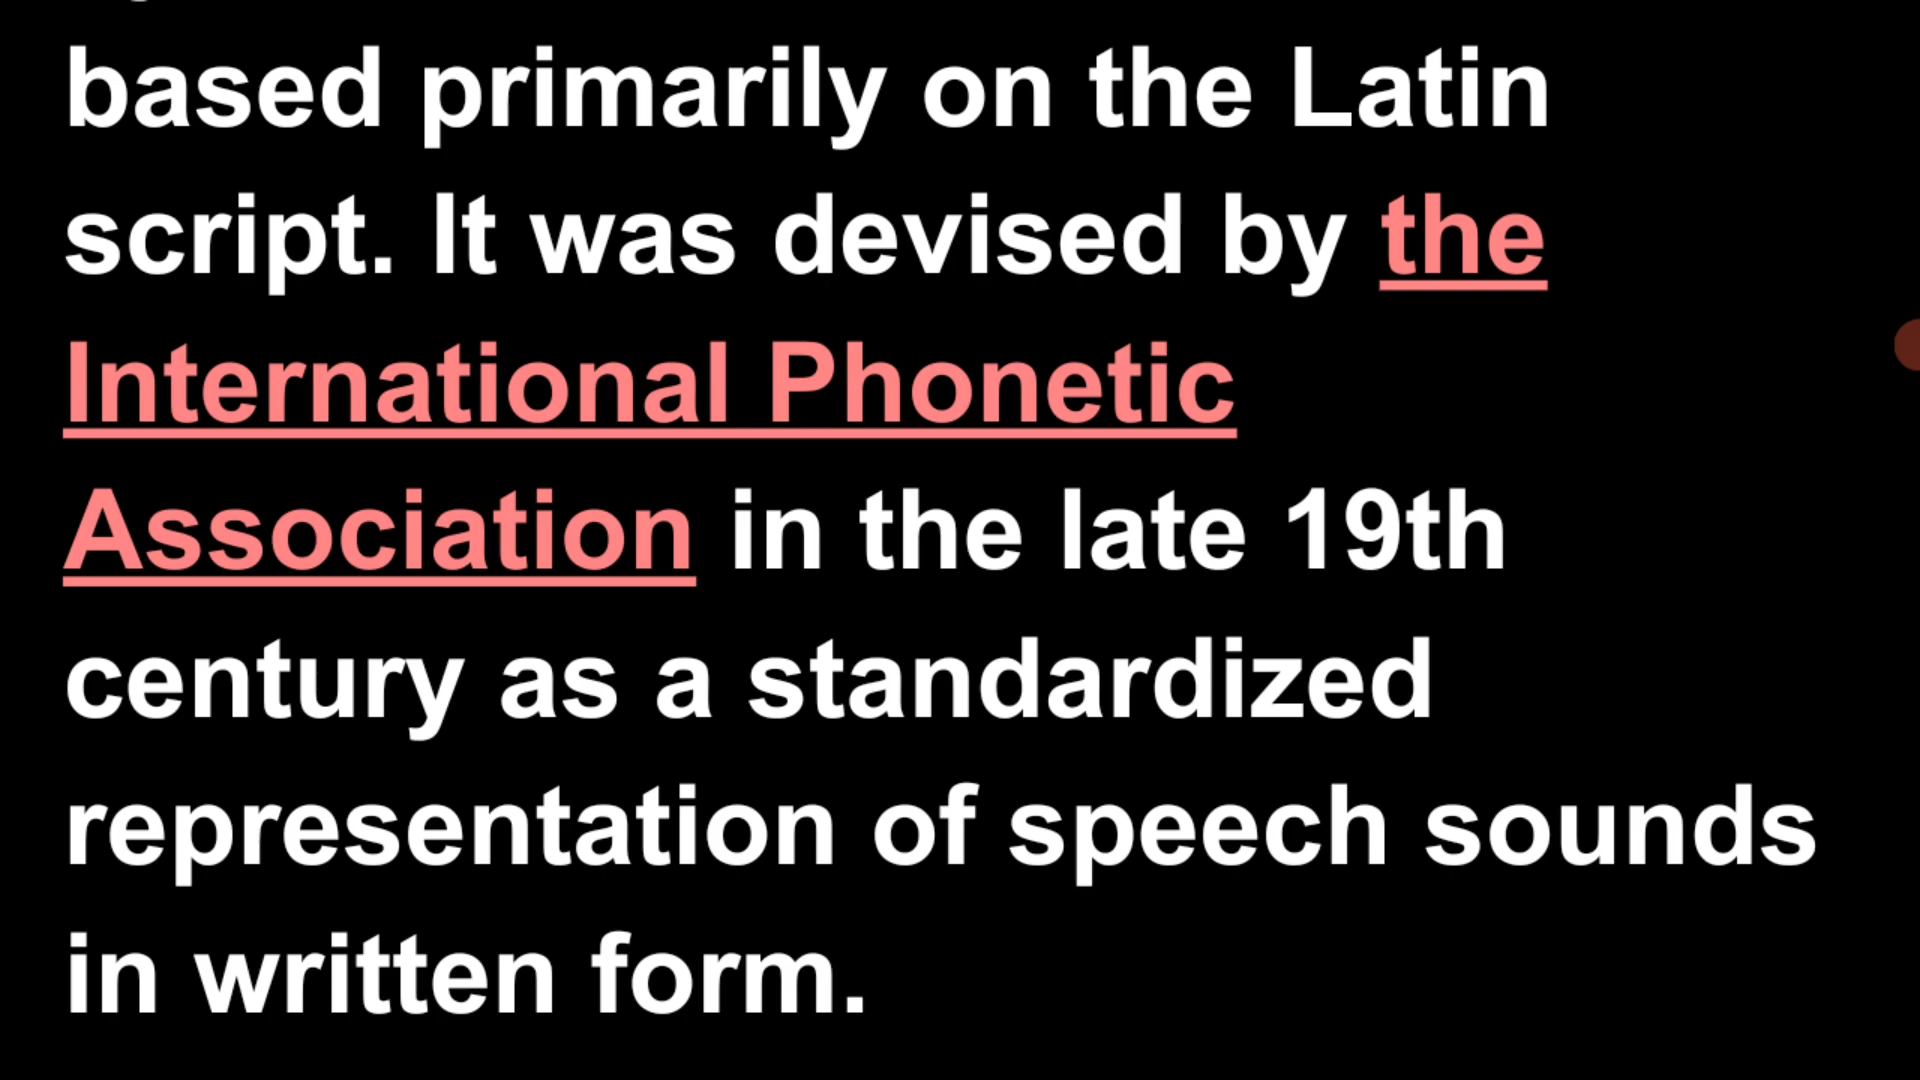 based primarily on the Latin
script. It was devised by the
International Phonetic
Association in the late 19th
century as a standardized
representation of speech sounds
in written form.